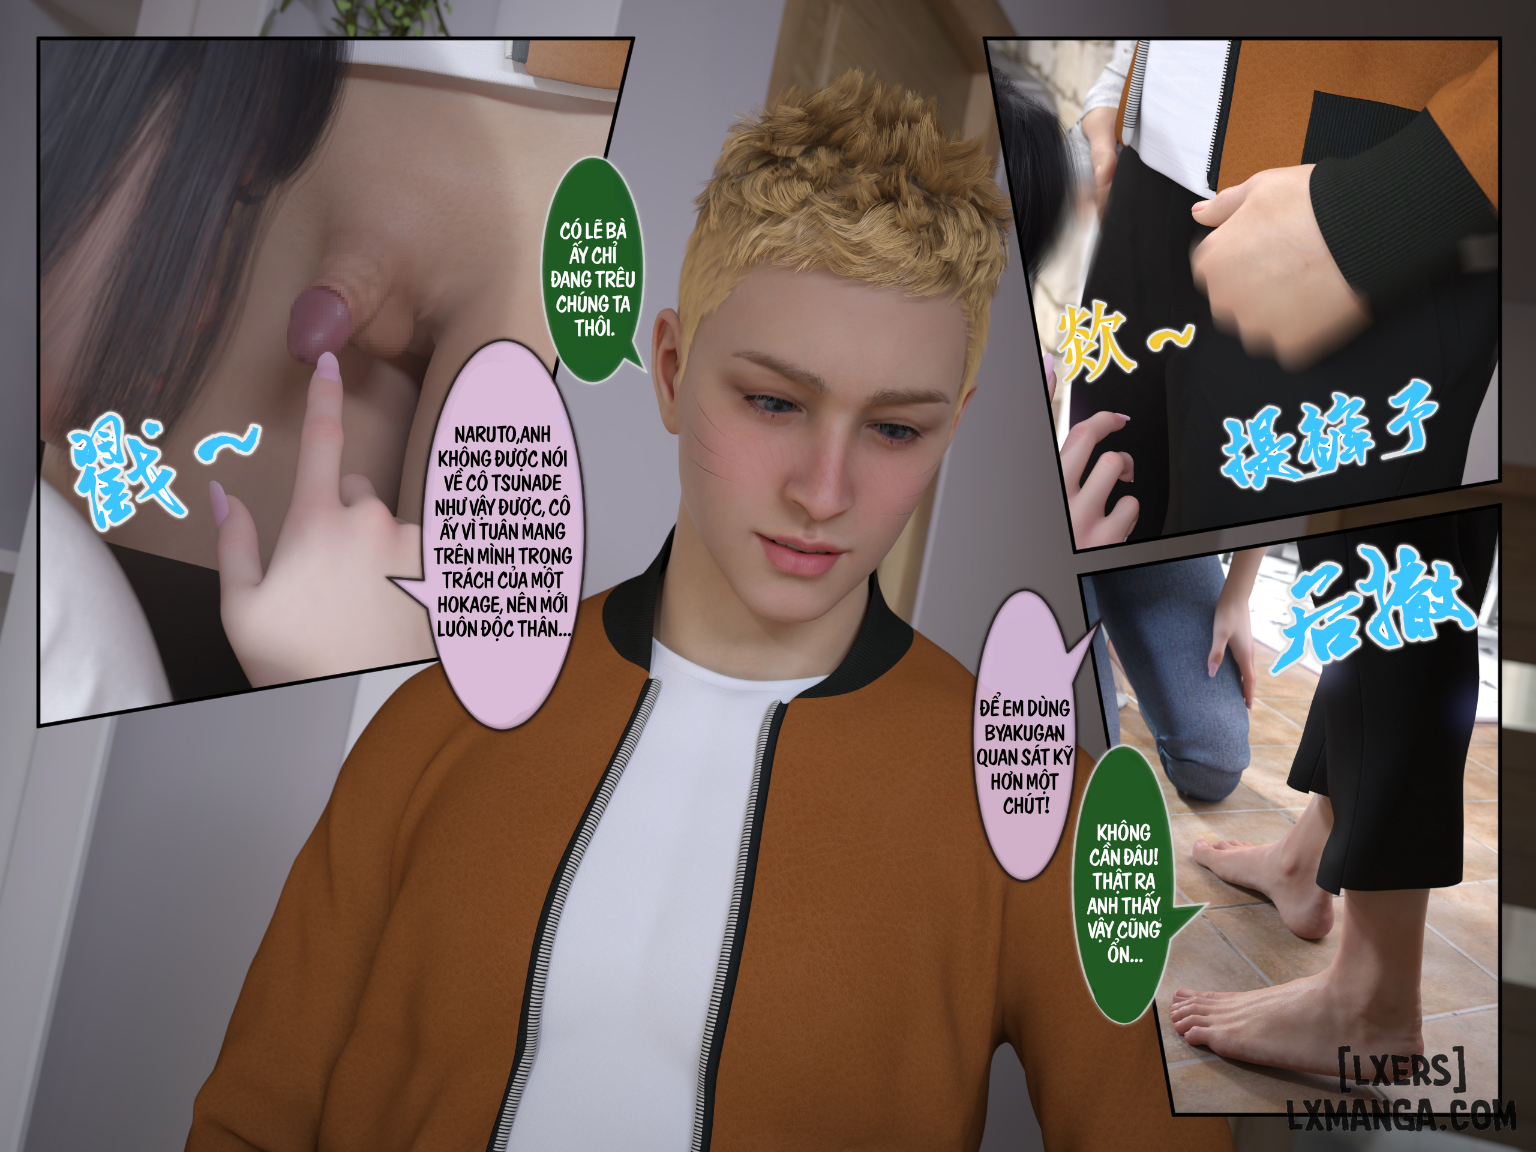 CÓ LẼ BÀ
ẤY CHỈ
ĐANG TRÊU
CHÚNG TA
THÔI.
NARUTO,ANH
KHÔNG ĐƯỢC NÓI
VỀ CÔ TSUNADE
NHƯ VẬY ĐƯỢC, CÔ
ẤY VÌ TUÂN MANG
TRÊN MÌNH TRỌNG
TRÁCH CỦA MỘT
HOKAGE, NÊN MỚI
LUÔN ĐỘC THÂN...
戳~
欸~
提裤子
后撤
ĐỂ EM DÙNG
BYAKUGAN
QUAN SÁT KỸ
HƠN MỘT
CHÚT!
KHÔNG
CẦN ĐÂU!
THẬT RA
ANH THẤY
VẬY CŨNG
ỔN...
[LXERS]
LXMANGA.COM